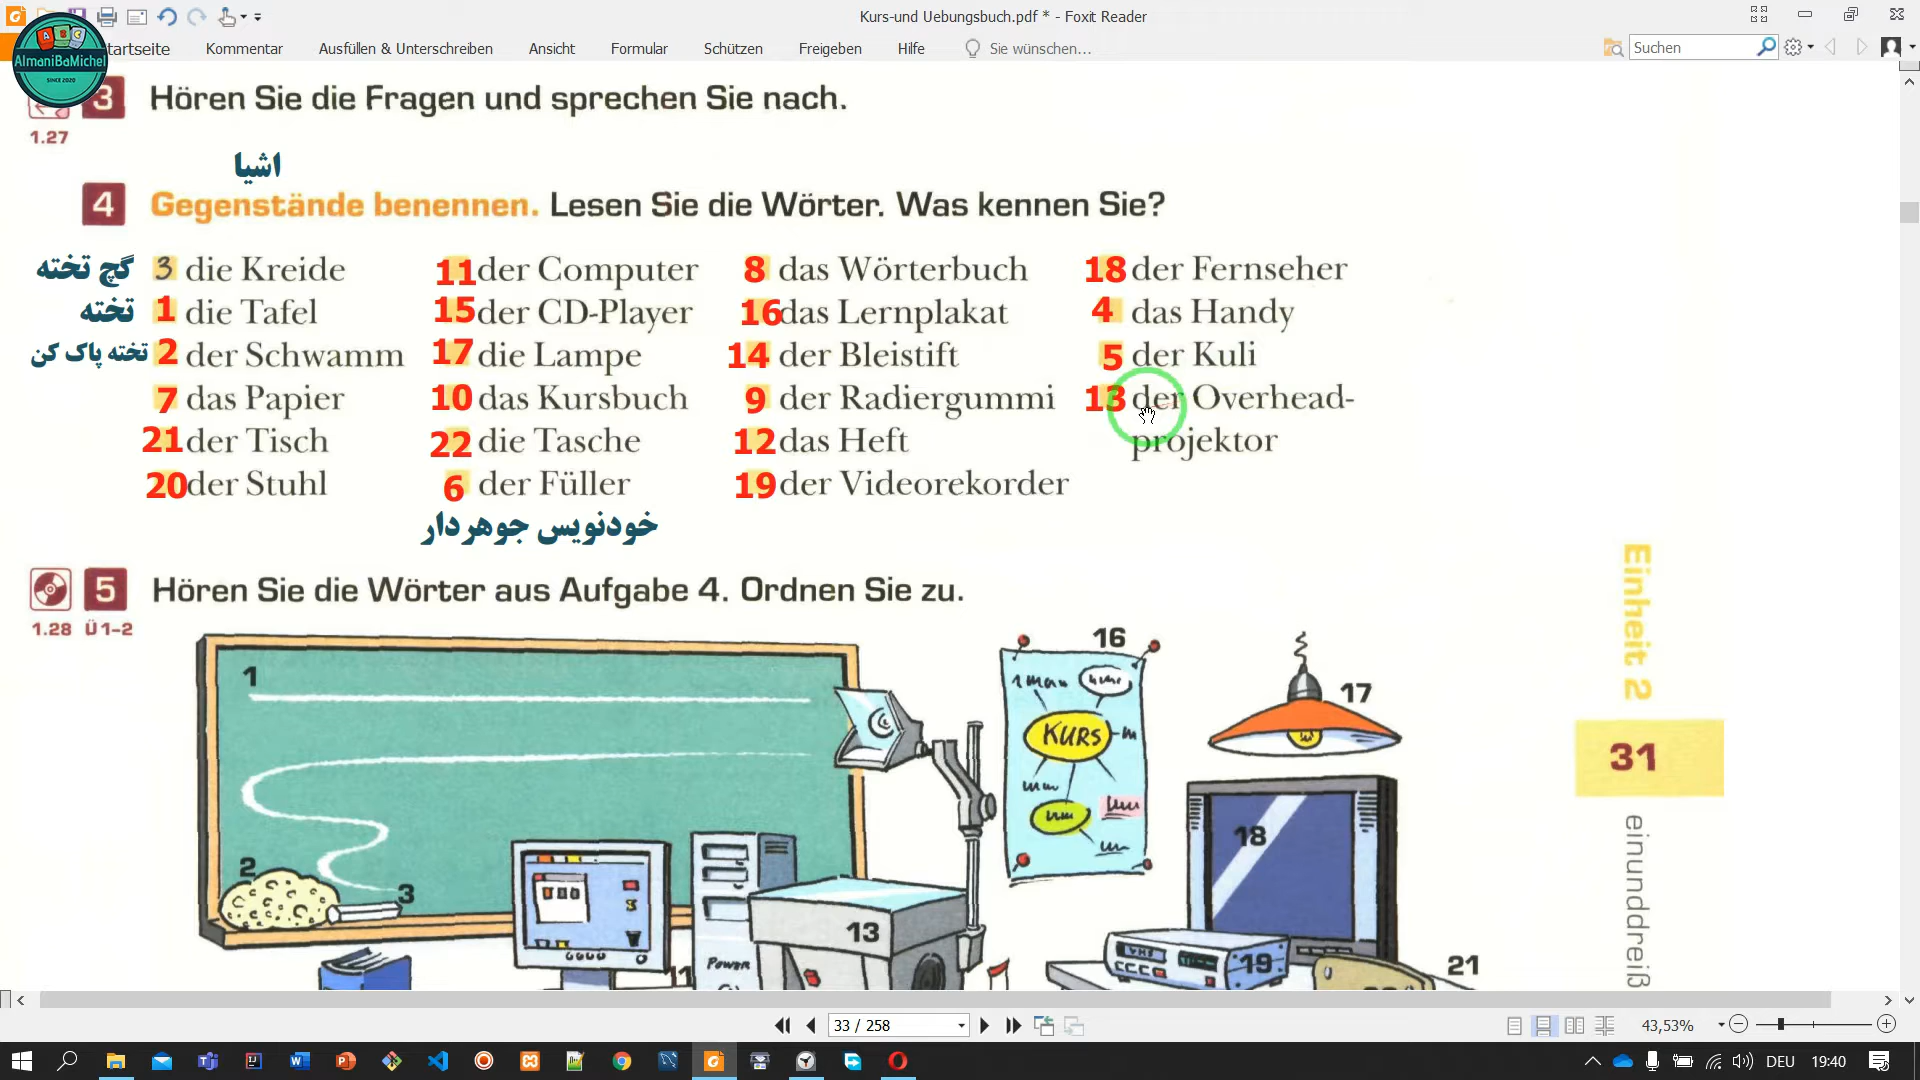 Kurs-und Uebungsbuch.pdf * - Foxit Reader
Startseite Kommentar Ausfüllen & Unterschreiben Ansicht Formular Schützen Freigeben Hilfe Sie wünschen... Suchen
ABC
AlmaniBaMichel
SINCE 2020
3 Hören Sie die Fragen und sprechen Sie nach.
1.27
اشیا
4 Gegenstände benennen. Lesen Sie die Wörter. Was kennen Sie?
گچ تخته 3 die Kreide 11 der Computer 8 das Wörterbuch 18 der Fernseher
تخته 1 die Tafel 15 der CD-Player 16 das Lernplakat 4 das Handy
تخته پاک کن 2 der Schwamm 17 die Lampe 14 der Bleistift 5 der Kuli
7 das Papier 10 das Kursbuch 9 der Radiergummi 13 der Overhead-
21 der Tisch 22 die Tasche 12 das Heft projektor
20 der Stuhl 6 der Füller 19 der Videorekorder
خودنویس جوهردار
5 Hören Sie die Wörter aus Aufgabe 4. Ordnen Sie zu.
1.28 Ü 1-2
1
16
17
KURS
18
2
3
13
11
POWER
VHS
19
21
Einheit 2
31
einunddreiß
33 / 258
43,53%
DEU 19:40